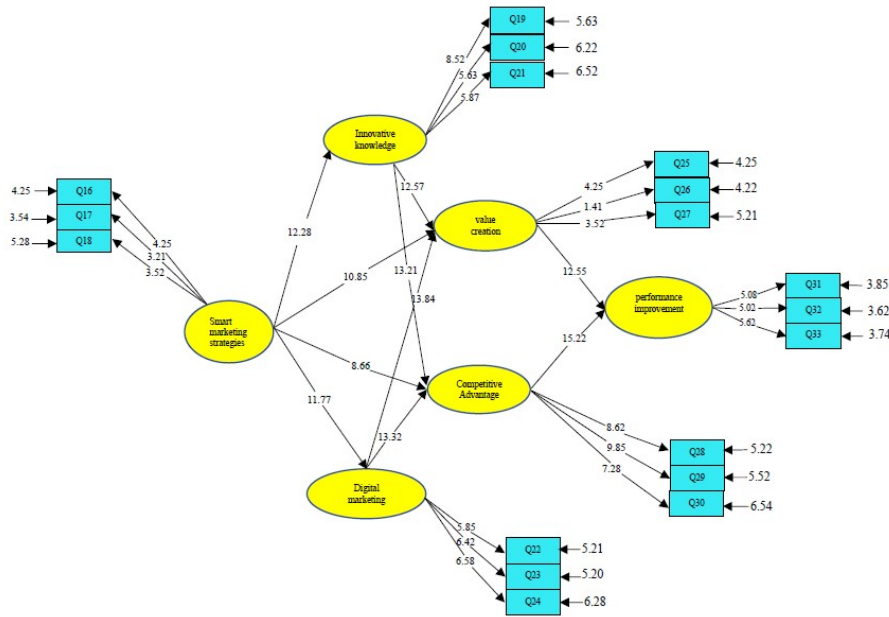 Q19
5.63
Q20
6.22
Q21
6.52
8.52
5.63
5.87
Innovative
knowledge
Q16
4.25
Q17
3.54
Q18
5.28
4.25
3.21
3.52
Smart
marketing
strategies
12.28
10.85
8.66
11.77
12.57
13.21
13.84
13.32
value
creation
Q25
4.25
Q26
4.22
Q27
5.21
4.25
1.41
3.52
12.55
15.22
performance
improvement
5.08
5.02
5.62
Q31
3.85
Q32
3.62
Q33
3.74
Competitive
Advantage
8.62
9.85
7.28
Q28
5.22
Q29
5.52
Q30
6.54
Digital
marketing
5.85
6.42
6.58
Q22
5.21
Q23
5.20
Q24
6.28